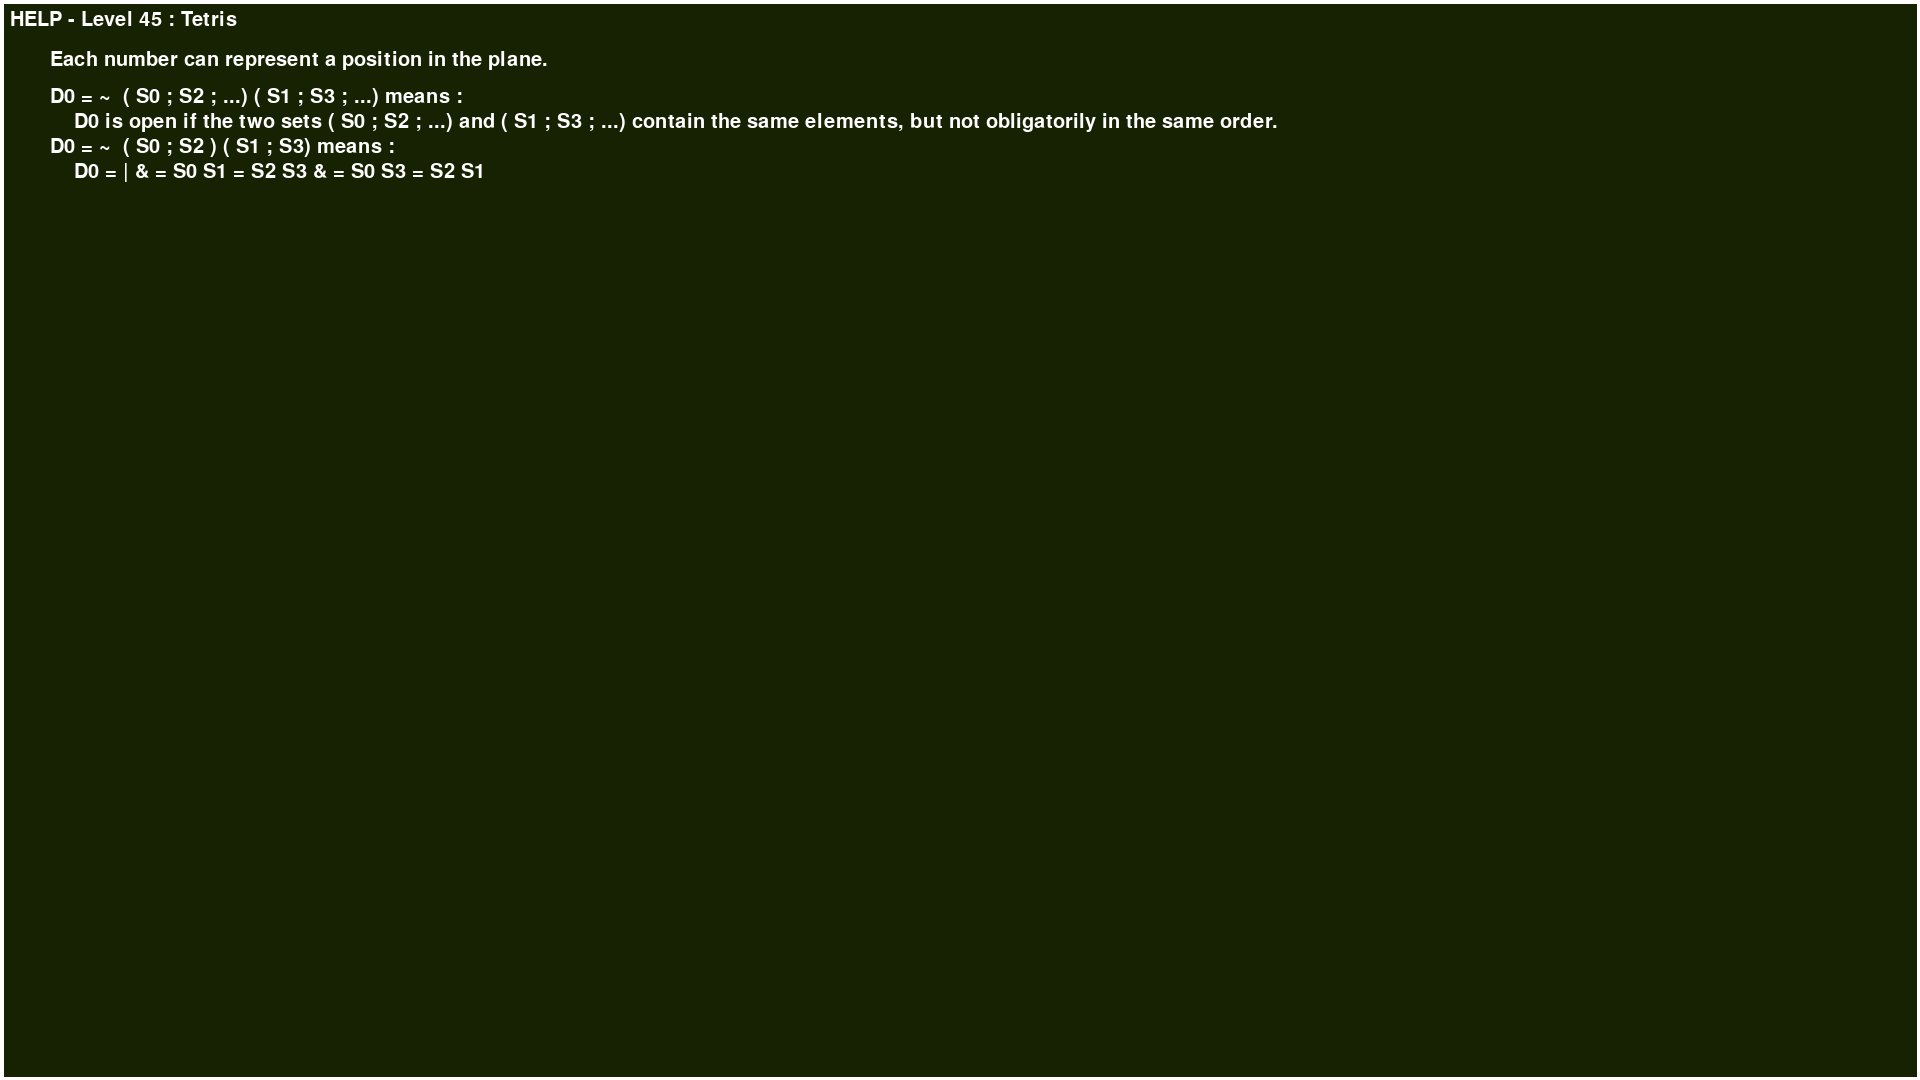 HELP - Level 45 : Tetris
Each number can represent a position in the plane.
D0 = ~  ( S0 ; S2 ; ...) ( S1 ; S3 ; ...) means :
D0 is open if the two sets ( S0 ; S2 ; ...) and ( S1 ; S3 ; ...) contain the same elements, but not obligatorily in the same order.
D0 = ~  ( S0 ; S2 ) ( S1 ; S3) means :
D0 = | & = S0 S1 = S2 S3 & = S0 S3 = S2 S1